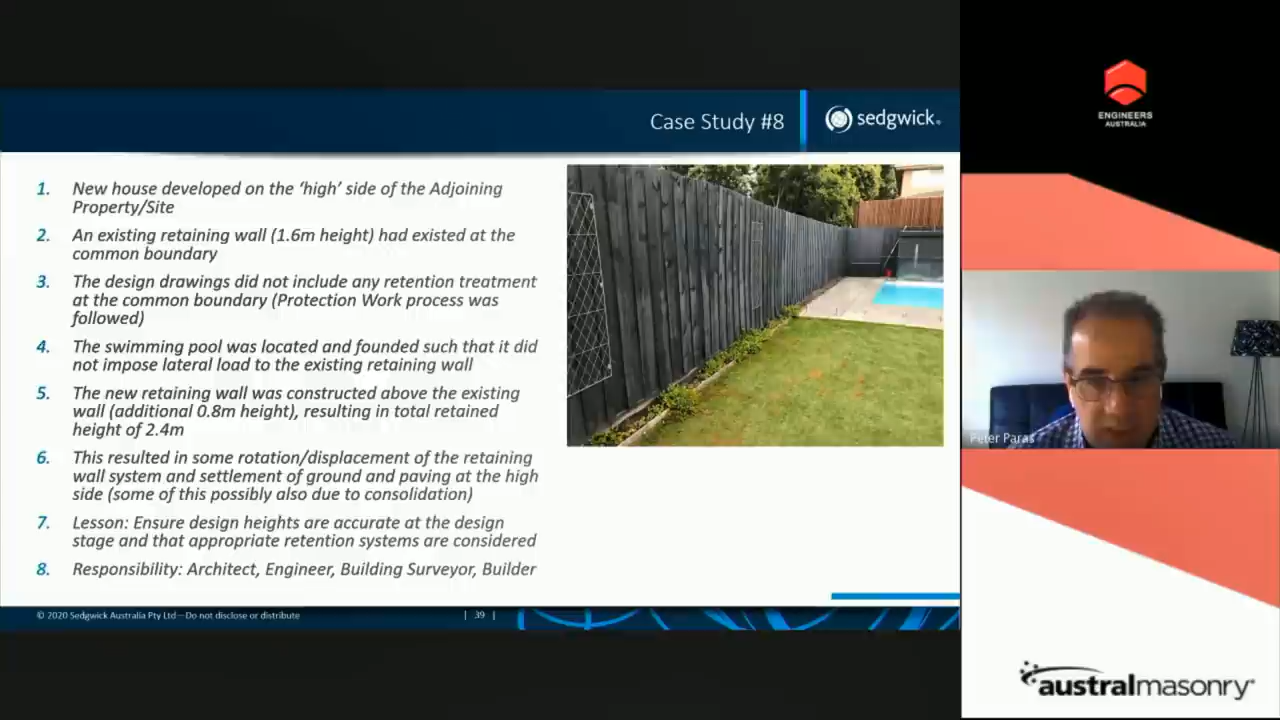 Case Study #8
sedgwick®
1. New house developed on the ‘high’ side of the Adjoining
Property/Site
2. An existing retaining wall (1.6m height) had existed at the
common boundary
3. The design drawings did not include any retention treatment
at the common boundary (Protection Work process was
followed)
4. The swimming pool was located and founded such that it did
not impose lateral load to the existing retaining wall
5. The new retaining wall was constructed above the existing
wall (additional 0.8m height), resulting in total retained
height of 2.4m
6. This resulted in some rotation/displacement of the retaining
wall system and settlement of ground and paving at the high
side (some of this possibly also due to consolidation)
7. Lesson: Ensure design heights are accurate at the design
stage and that appropriate retention systems are considered
8. Responsibility: Architect, Engineer, Building Surveyor, Builder
© 2020 Sedgwick Australia Pty Ltd – Do not disclose or distribute
| 39 |
ENGINEERS
AUSTRALIA
Peter Paras
australmasonry